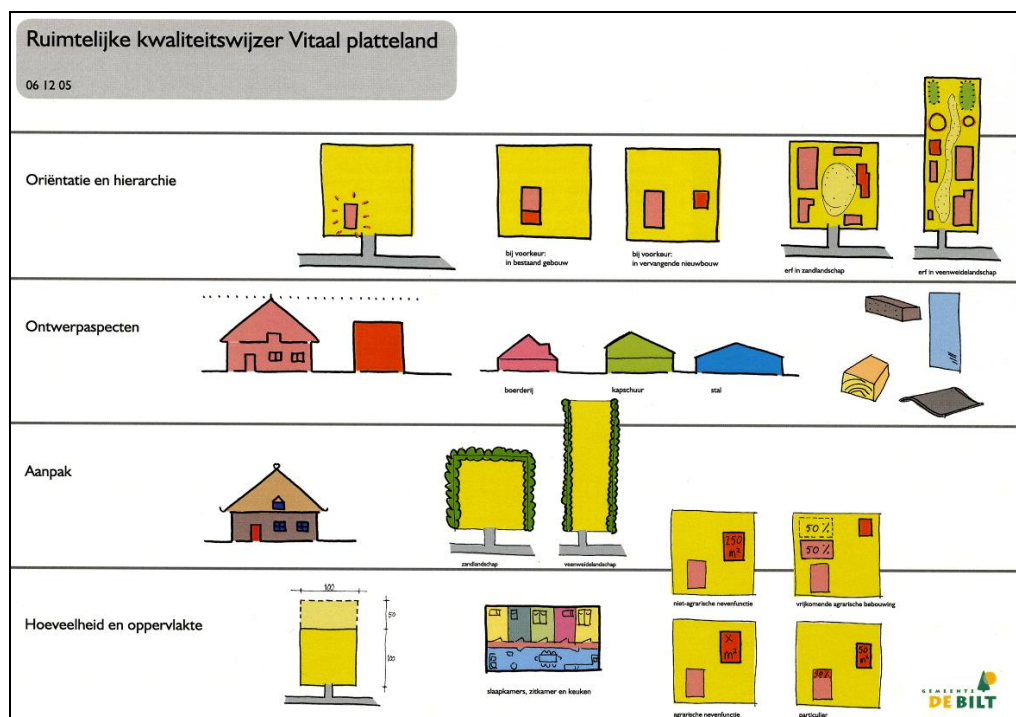 Ruimtelijke kwaliteitswijzer Vitaal platteland
06 12 05
Oriëntatie en hierarchie
bij voorkeur:
in bestaand gebouw
bij voorkeur:
in vervangende nieuwbouw
erf in zandlandschap
erf in veenweidelandschap
Ontwerpaspecten
boerderij
kapschuur
stal
Aanpak
zandlandschap
veenweidelandschap
250
m²
niet-agrarische nevenfunctie
50 %
50 %
vrijkomende agrarische bebouwing
Hoeveelheid en oppervlakte
100
50
100
slaapkamers, zitkamer en keuken
X
m²
agrarische nevenfunctie
50%
50
m²
particulier
GEMEENTE
DE BILT